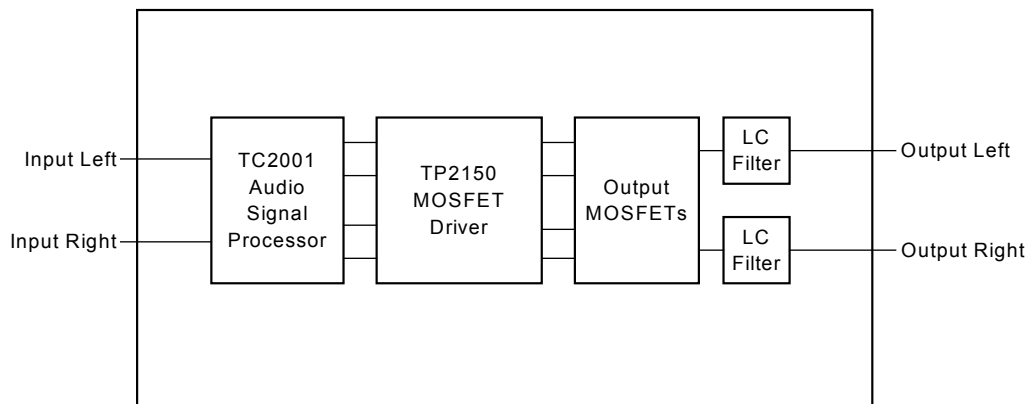 Input Left
Input Right
TC2001
Audio
Signal
Processor
TP2150
MOSFET
Driver
Output
MOSFETs
LC
Filter
LC
Filter
Output Left
Output Right